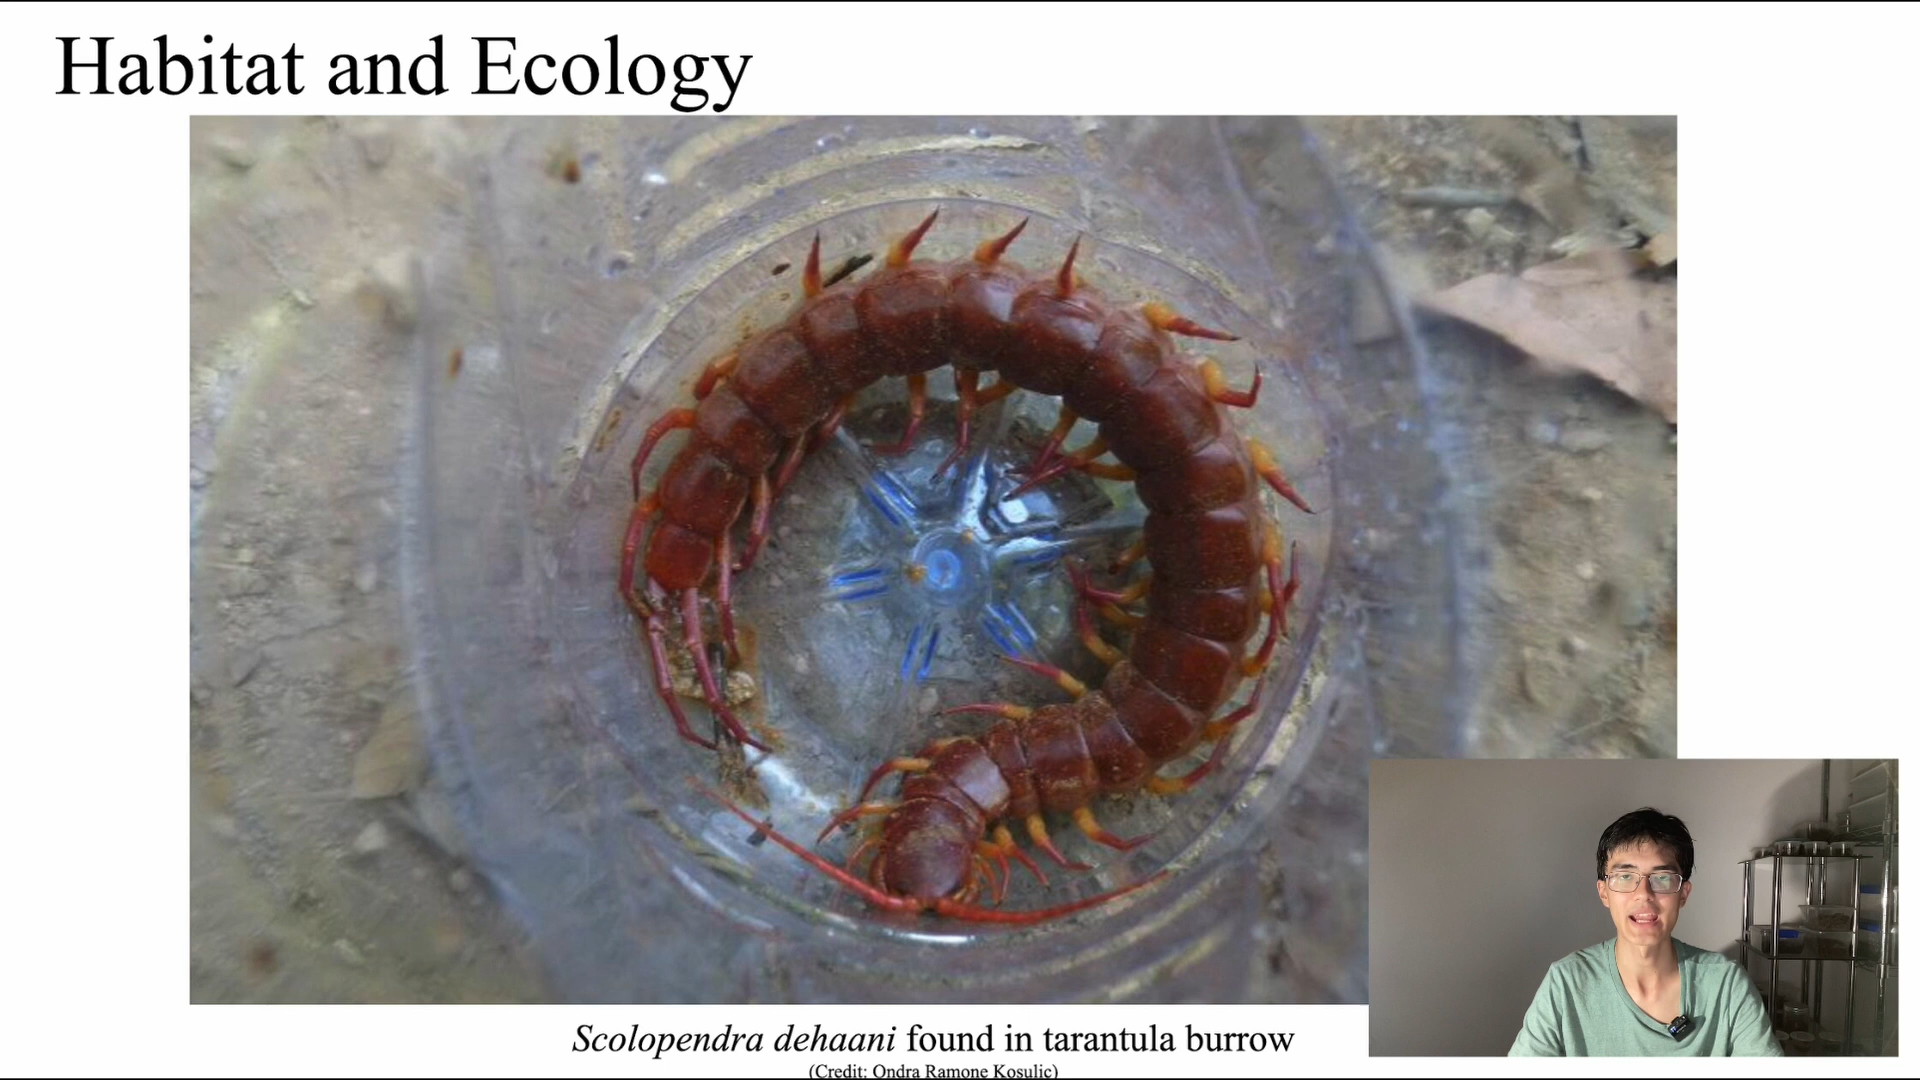 Habitat and Ecology
Scolopendra dehaani found in tarantula burrow
(Credit: Ondra Ramone Kosulic)